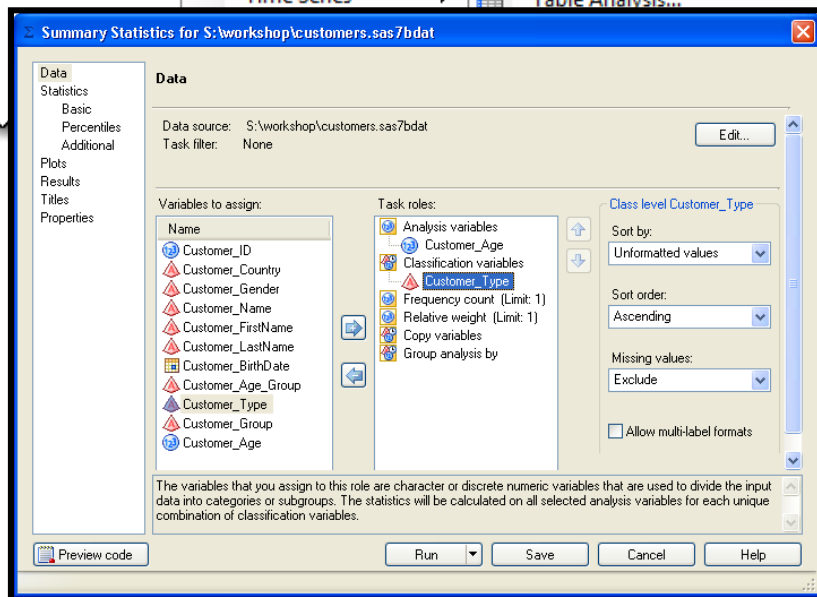 Time Series
Table Analysis...
Summary Statistics for S:\workshop\customers.sas7bdat
Data
Statistics
Basic
Percentiles
Additional
Plots
Results
Titles
Properties
Data
Data source: S:\workshop\customers.sas7bdat
Task filter: None
Edit...
Variables to assign:
Name
Customer_ID
Customer_Country
Customer_Gender
Customer_Name
Customer_FirstName
Customer_LastName
Customer_BirthDate
Customer_Age_Group
Customer_Type
Customer_Group
Customer_Age
Task roles:
Analysis variables
Customer_Age
Classification variables
Customer_Type
Frequency count (Limit: 1)
Relative weight (Limit: 1)
Copy variables
Group analysis by
Class level Customer_Type
Sort by:
Unformatted values
Sort order:
Ascending
Missing values:
Exclude
Allow multi-label formats
The variables that you assign to this role are character or discrete numeric variables that are used to divide the input
data into categories or subgroups. The statistics will be calculated on all selected analysis variables for each unique
combination of classification variables.
Preview code
Run
Save
Cancel
Help